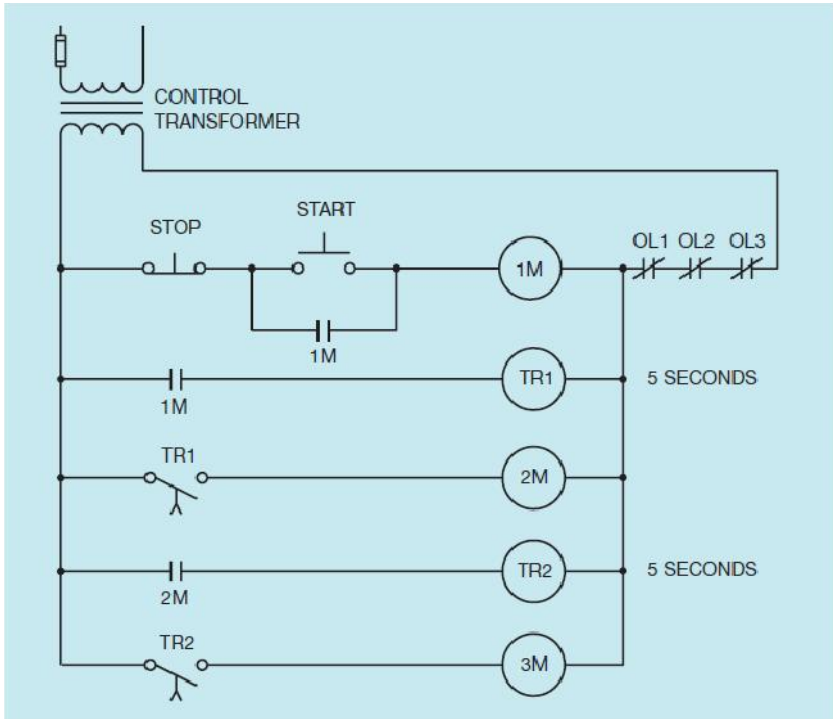 CONTROL
TRANSFORMER
START
STOP
OL1 OL2 OL3
1M
1M
TR1 5 SECONDS
1M
TR1
2M
TR2 5 SECONDS
2M
TR2
3M